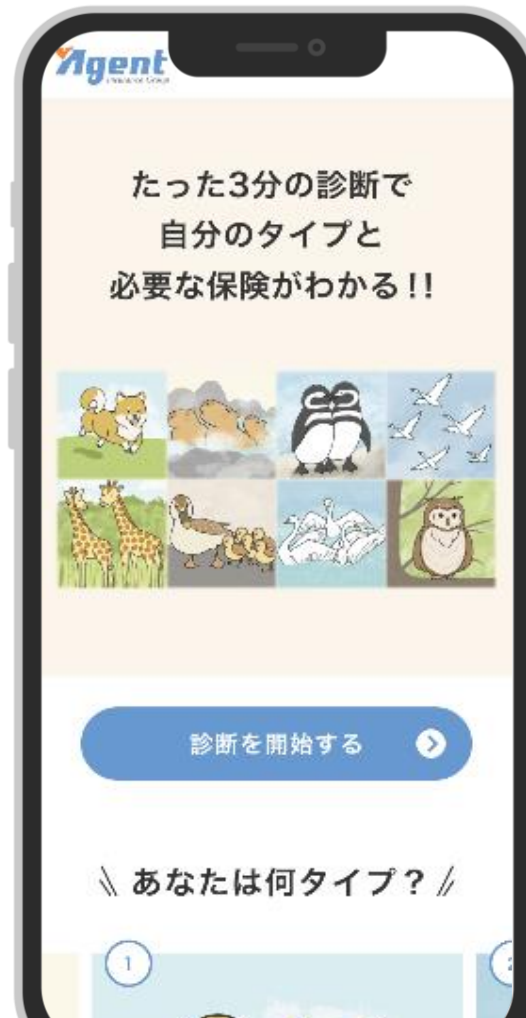 Agent
たった3分の診断で
自分のタイプと
必要な保険がわかる!!
診断を開始する
\\ あなたは何タイプ? //
1
2